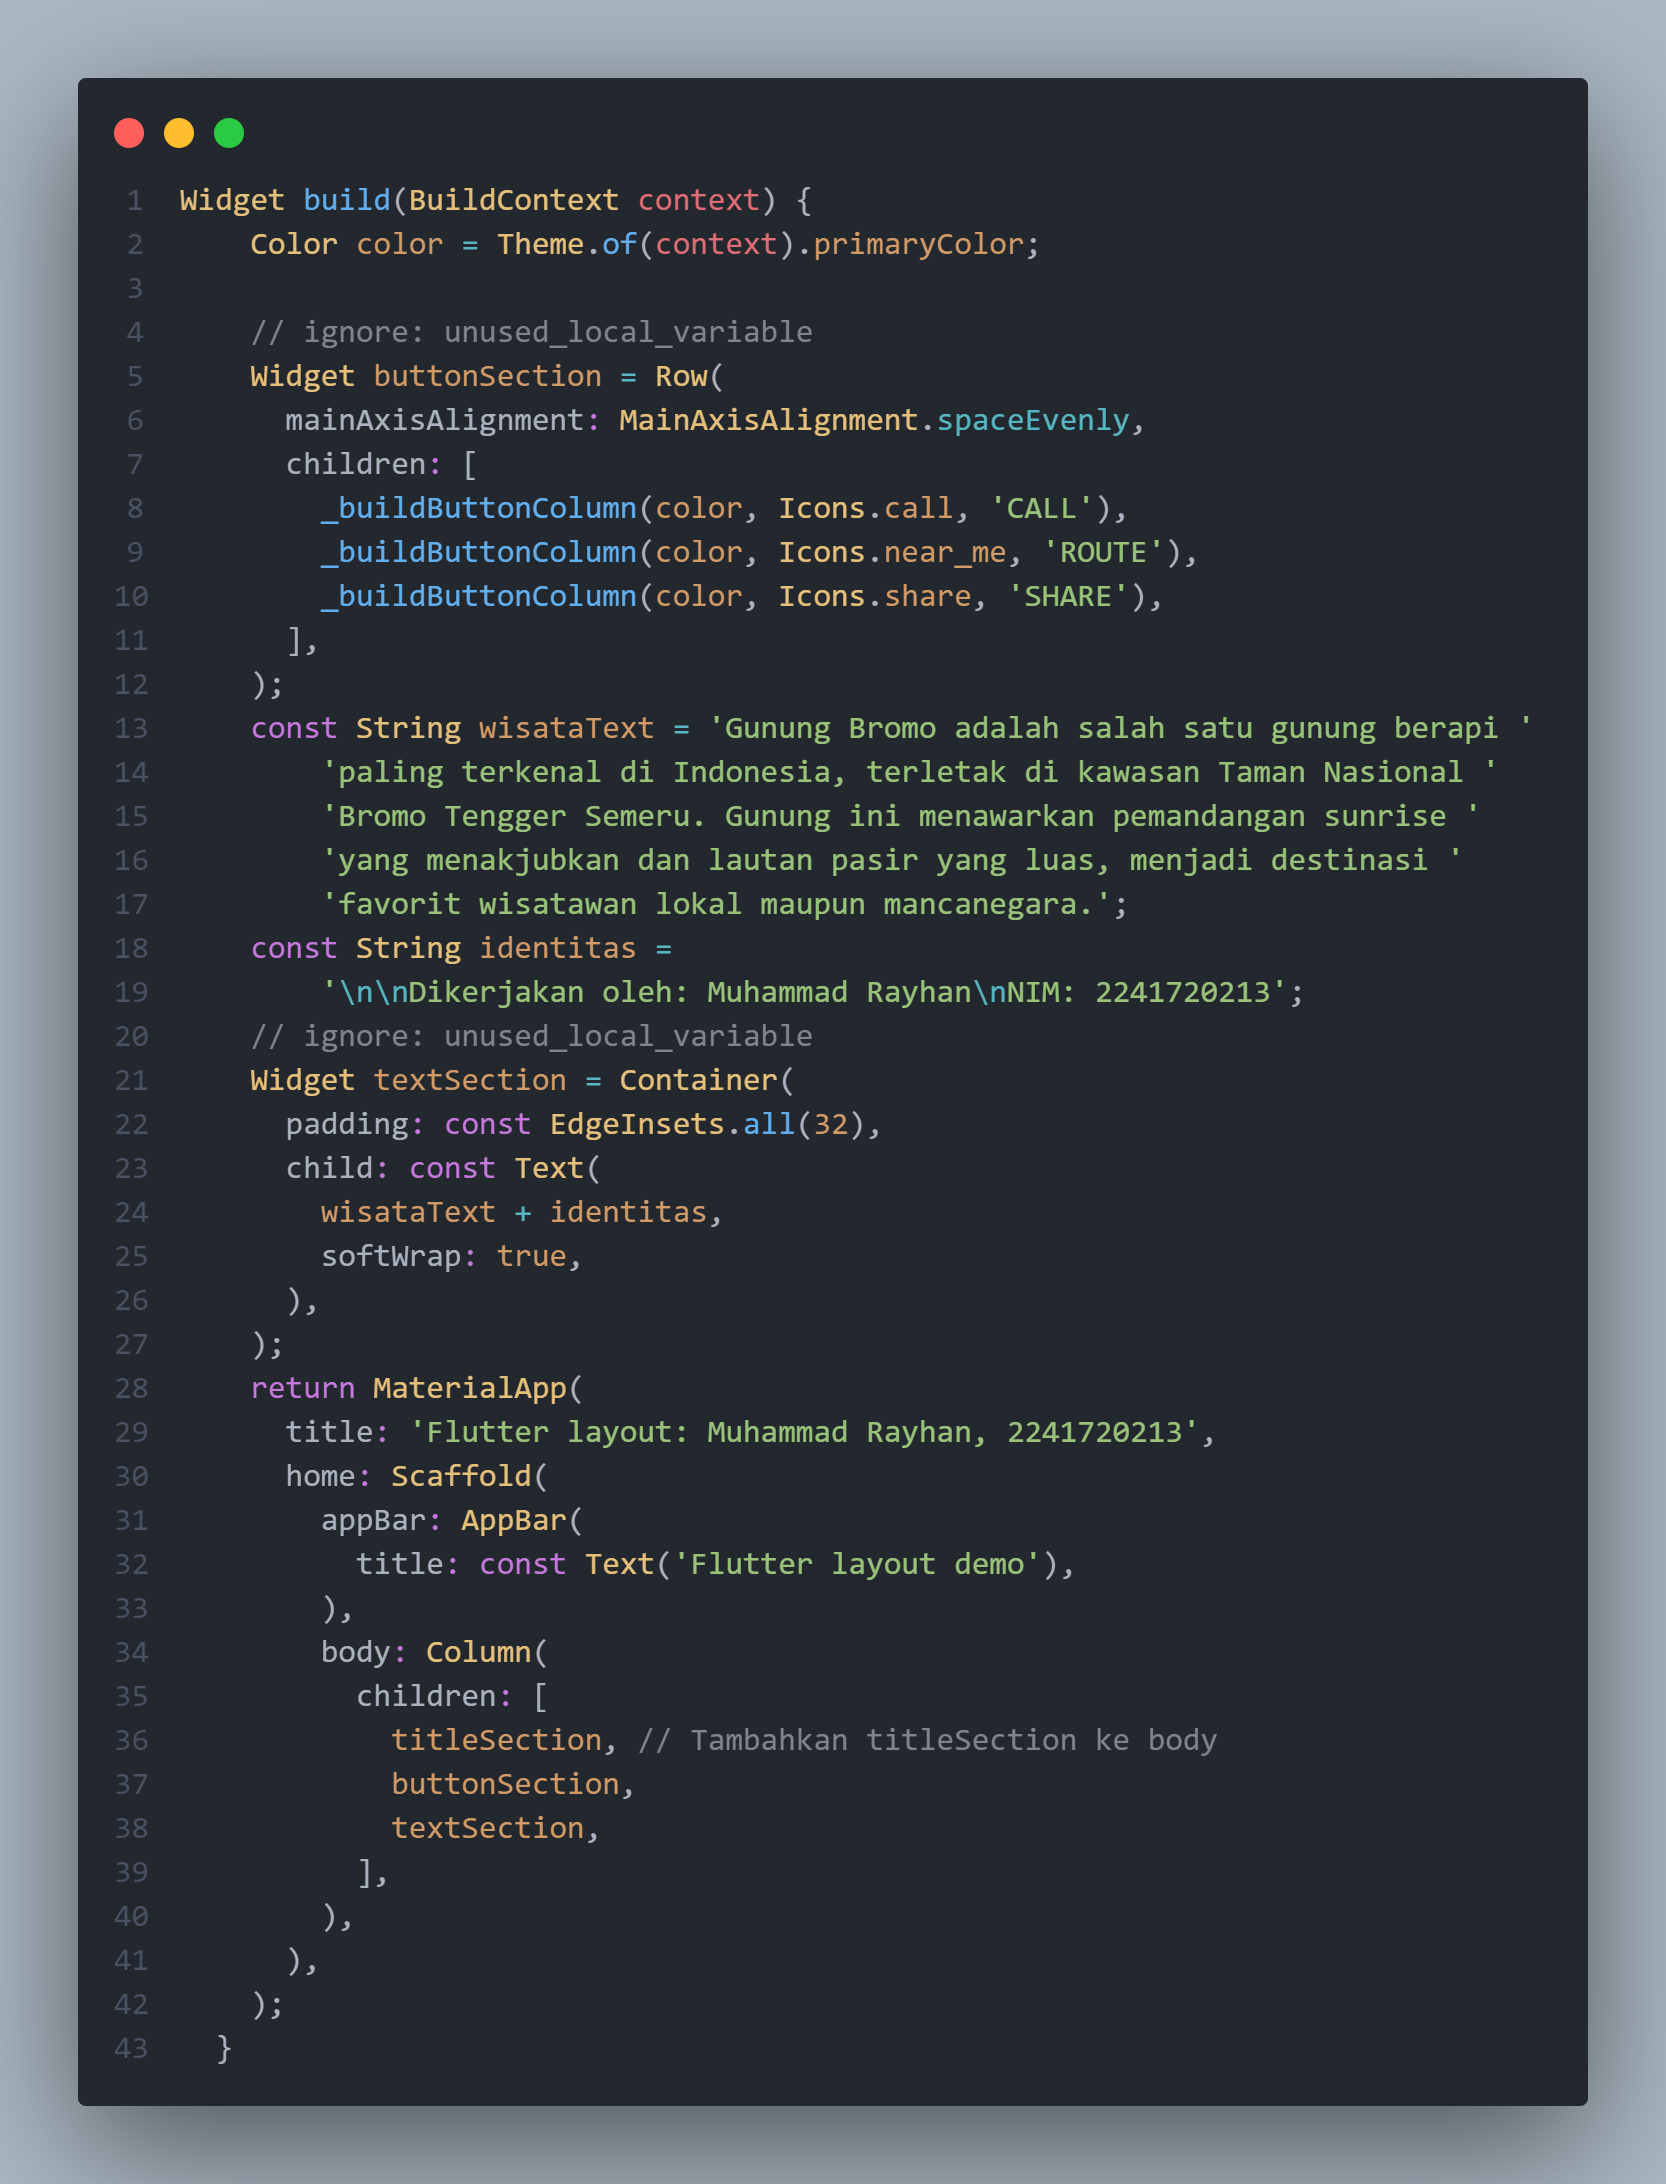 1 Widget build(BuildContext context) {
2 Color color = Theme.of(context).primaryColor;
3
4 // ignore: unused_local_variable
5 Widget buttonSection = Row(
6 mainAxisAlignment: MainAxisAlignment.spaceEvenly,
7 children: [
8 _buildButtonColumn(color, Icons.call, 'CALL'),
9 _buildButtonColumn(color, Icons.near_me, 'ROUTE'),
10 _buildButtonColumn(color, Icons.share, 'SHARE'),
11 ],
12 );
13 const String wisataText = 'Gunung Bromo adalah salah satu gunung berapi '
14 'paling terkenal di Indonesia, terletak di kawasan Taman Nasional '
15 'Bromo Tengger Semeru. Gunung ini menawarkan pemandangan sunrise '
16 'yang menakjubkan dan lautan pasir yang luas, menjadi destinasi '
17 'favorit wisatawan lokal maupun mancanegara.';
18 const String identitas =
19 '\n\nDikerjakan oleh: Muhammad Rayhan\nNIM: 2241720213';
20 // ignore: unused_local_variable
21 Widget textSection = Container(
22 padding: const EdgeInsets.all(32),
23 child: const Text(
24 wisataText + identitas,
25 softWrap: true,
26 ),
27 );
28 return MaterialApp(
29 title: 'Flutter layout: Muhammad Rayhan, 2241720213',
30 home: Scaffold(
31 appBar: AppBar(
32 title: const Text('Flutter layout demo'),
33 ),
34 body: Column(
35 children: [
36 titleSection, // Tambahkan titleSection ke body
37 buttonSection,
38 textSection,
39 ],
40 ),
41 ),
42 );
43 }